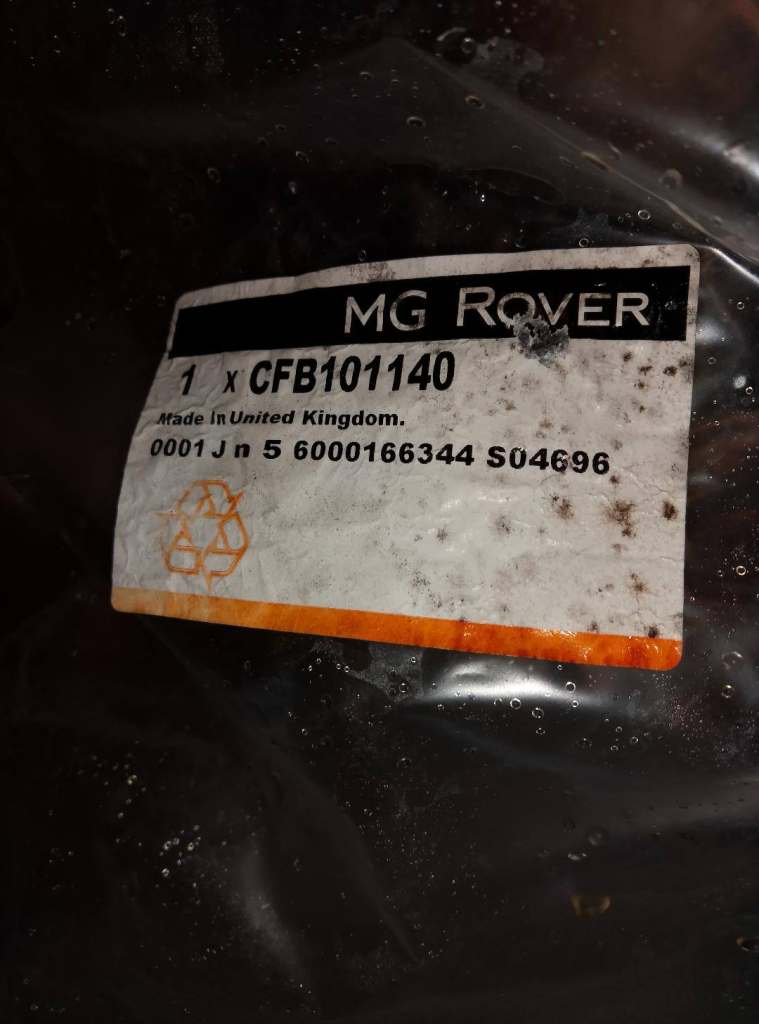 MG ROVER
1 x CFB101140
Made In United Kingdom.
0001 J n 5 6000166344 S04696